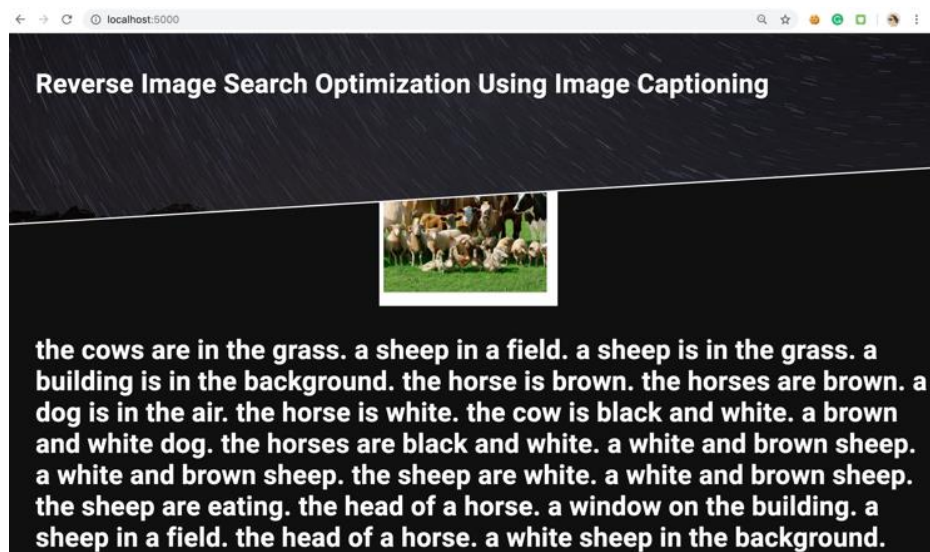 localhost:5000
Reverse Image Search Optimization Using Image Captioning
the cows are in the grass. a sheep in a field. a sheep is in the grass. a
building is in the background. the horse is brown. the horses are brown. a
dog is in the air. the horse is white. the cow is black and white. a brown
and white dog. the horses are black and white. a white and brown sheep.
a white and brown sheep. the sheep are white. a white and brown sheep.
the sheep are eating. the head of a horse. a window on the building. a
sheep in a field. the head of a horse. a white sheep in the background.